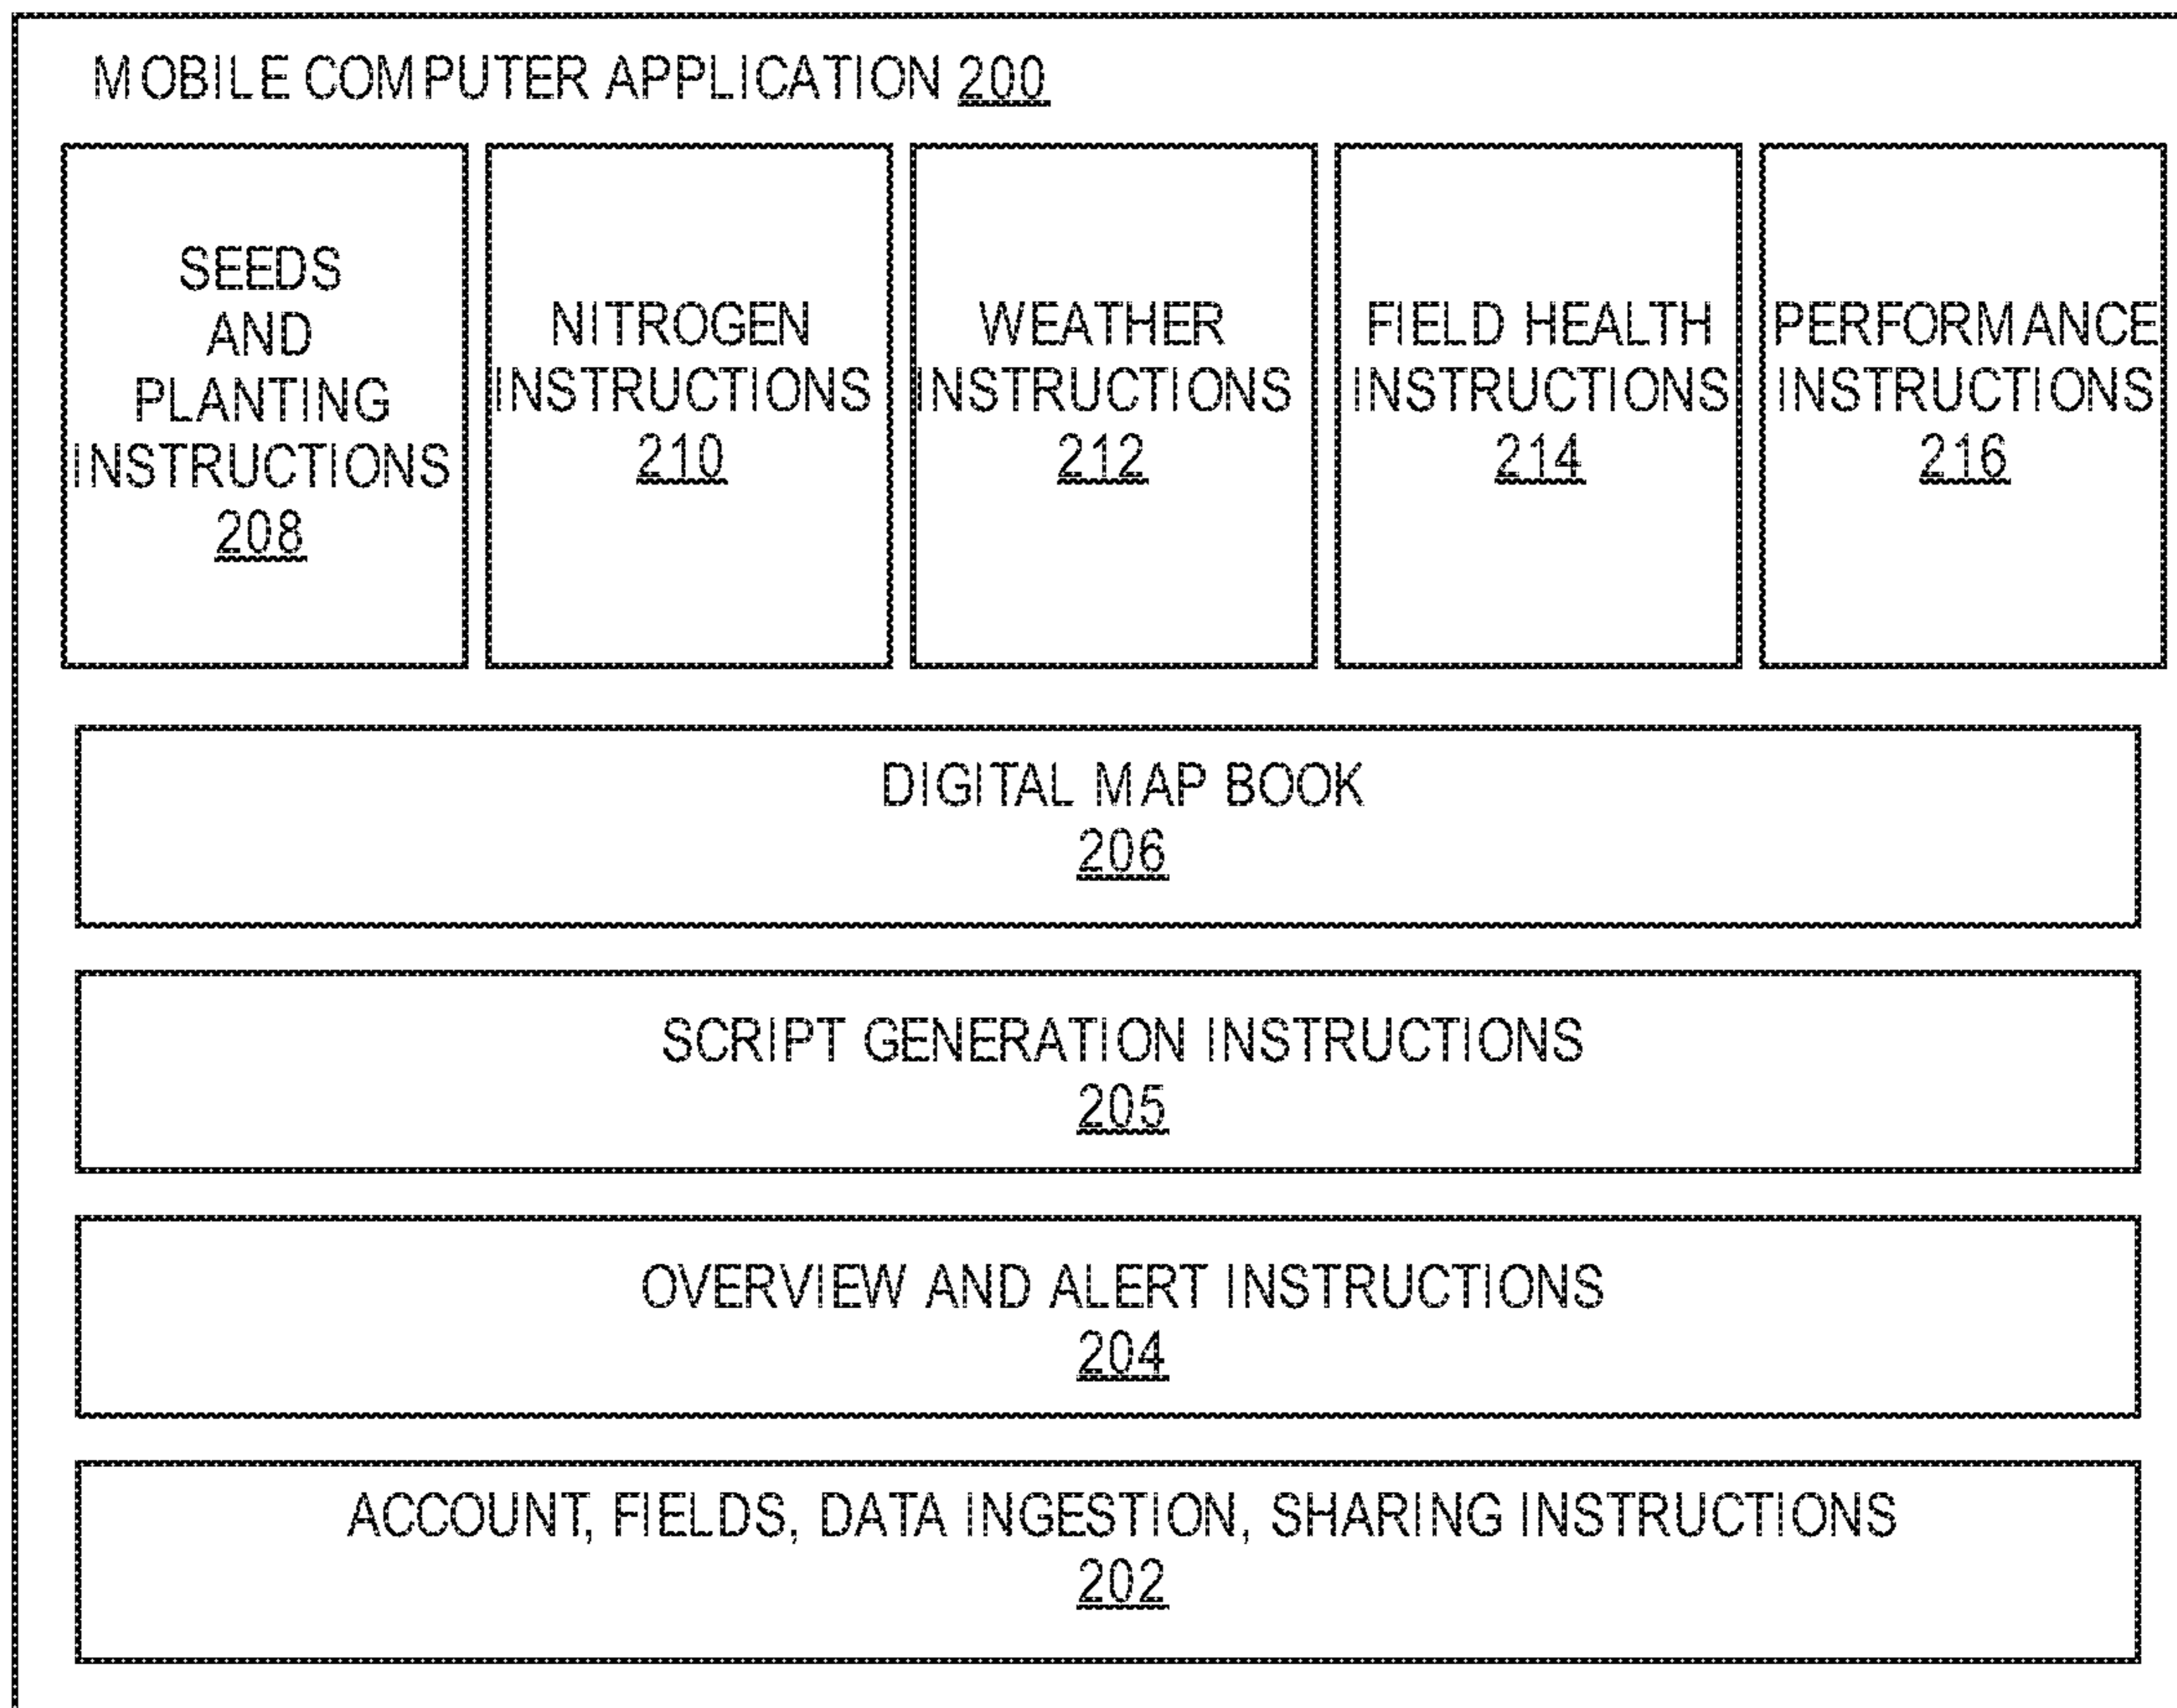 MOBILE COMPUTER APPLICATION 200
SEEDS
AND
PLANTING
INSTRUCTIONS
208
NITROGEN
INSTRUCTIONS
210
WEATHER
INSTRUCTIONS
212
FIELD HEALTH
INSTRUCTIONS
214
PERFORMANCE
INSTRUCTIONS
216
DIGITAL MAP BOOK
206
SCRIPT GENERATION INSTRUCTIONS
205
OVERVIEW AND ALERT INSTRUCTIONS
204
ACCOUNT, FIELDS, DATA INGESTION, SHARING INSTRUCTIONS
202